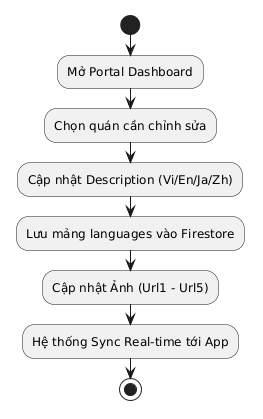 Mở Portal Dashboard
Chọn quán cần chỉnh sửa
Cập nhật Description (Vi/En/Ja/Zh)
Lưu mảng languages vào Firestore
Cập nhật Ảnh (Url1 - Url5)
Hệ thống Sync Real-time tới App